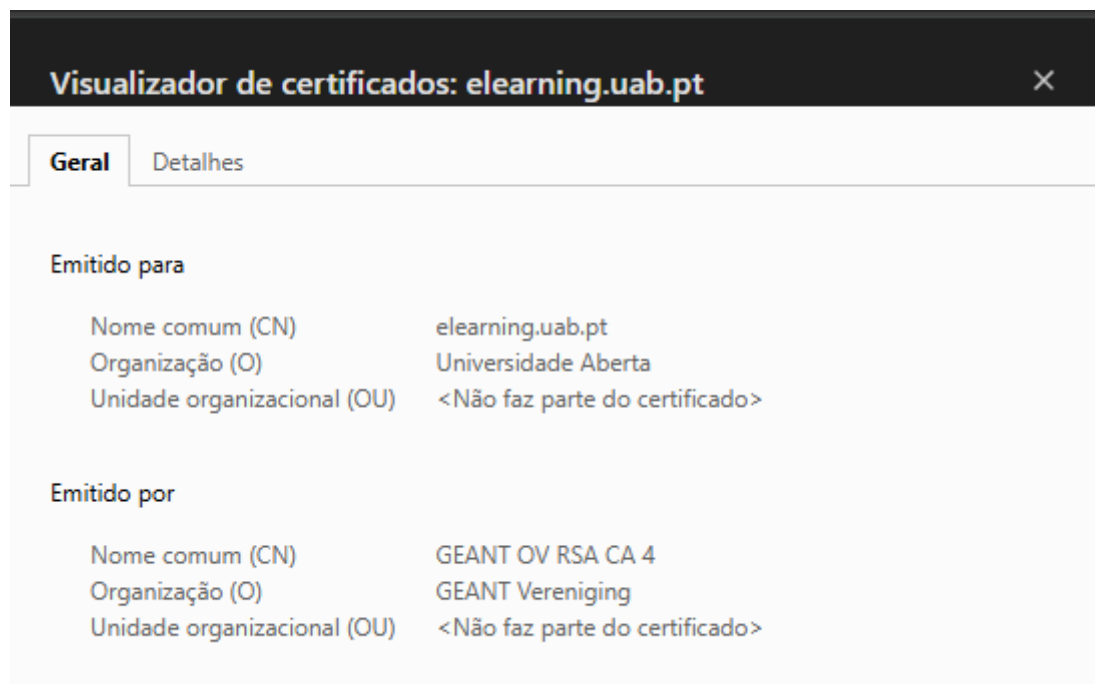 Visualizador de certificados: elearning.uab.pt
Geral Detalhes
Emitido para
Nome comum (CN) elearning.uab.pt
Organização (O) Universidade Aberta
Unidade organizacional (OU) <Não faz parte do certificado>
Emitido por
Nome comum (CN) GEANT OV RSA CA 4
Organização (O) GEANT Vereniging
Unidade organizacional (OU) <Não faz parte do certificado>